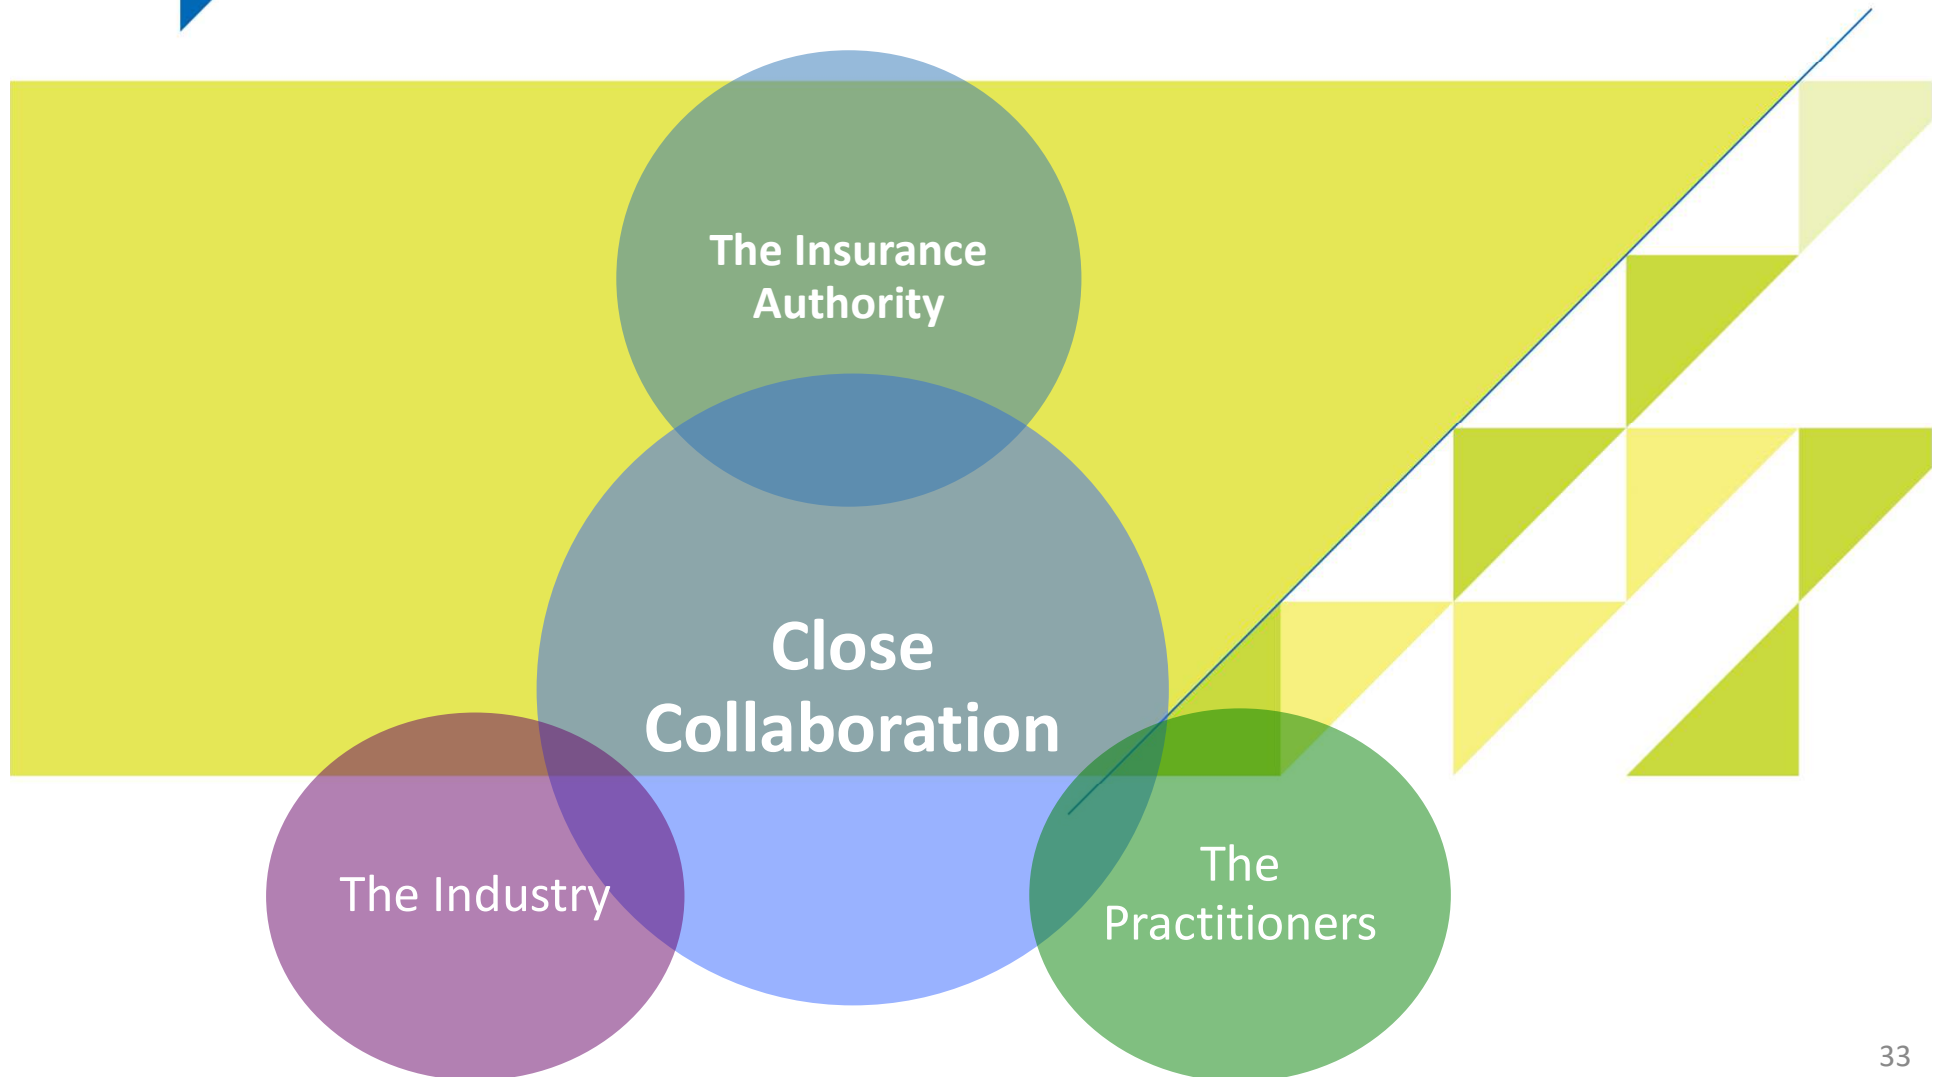 The Insurance
Authority
Close
Collaboration
The Industry
The
Practitioners
33